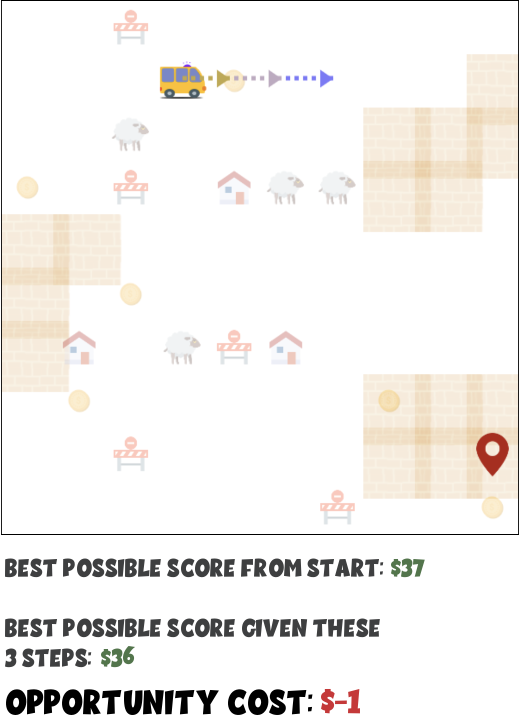 BEST POSSIBLE SCORE FROM START: $37
BEST POSSIBLE SCORE GIVEN THESE
3 STEPS: $36
OPPORTUNITY COST: $-1